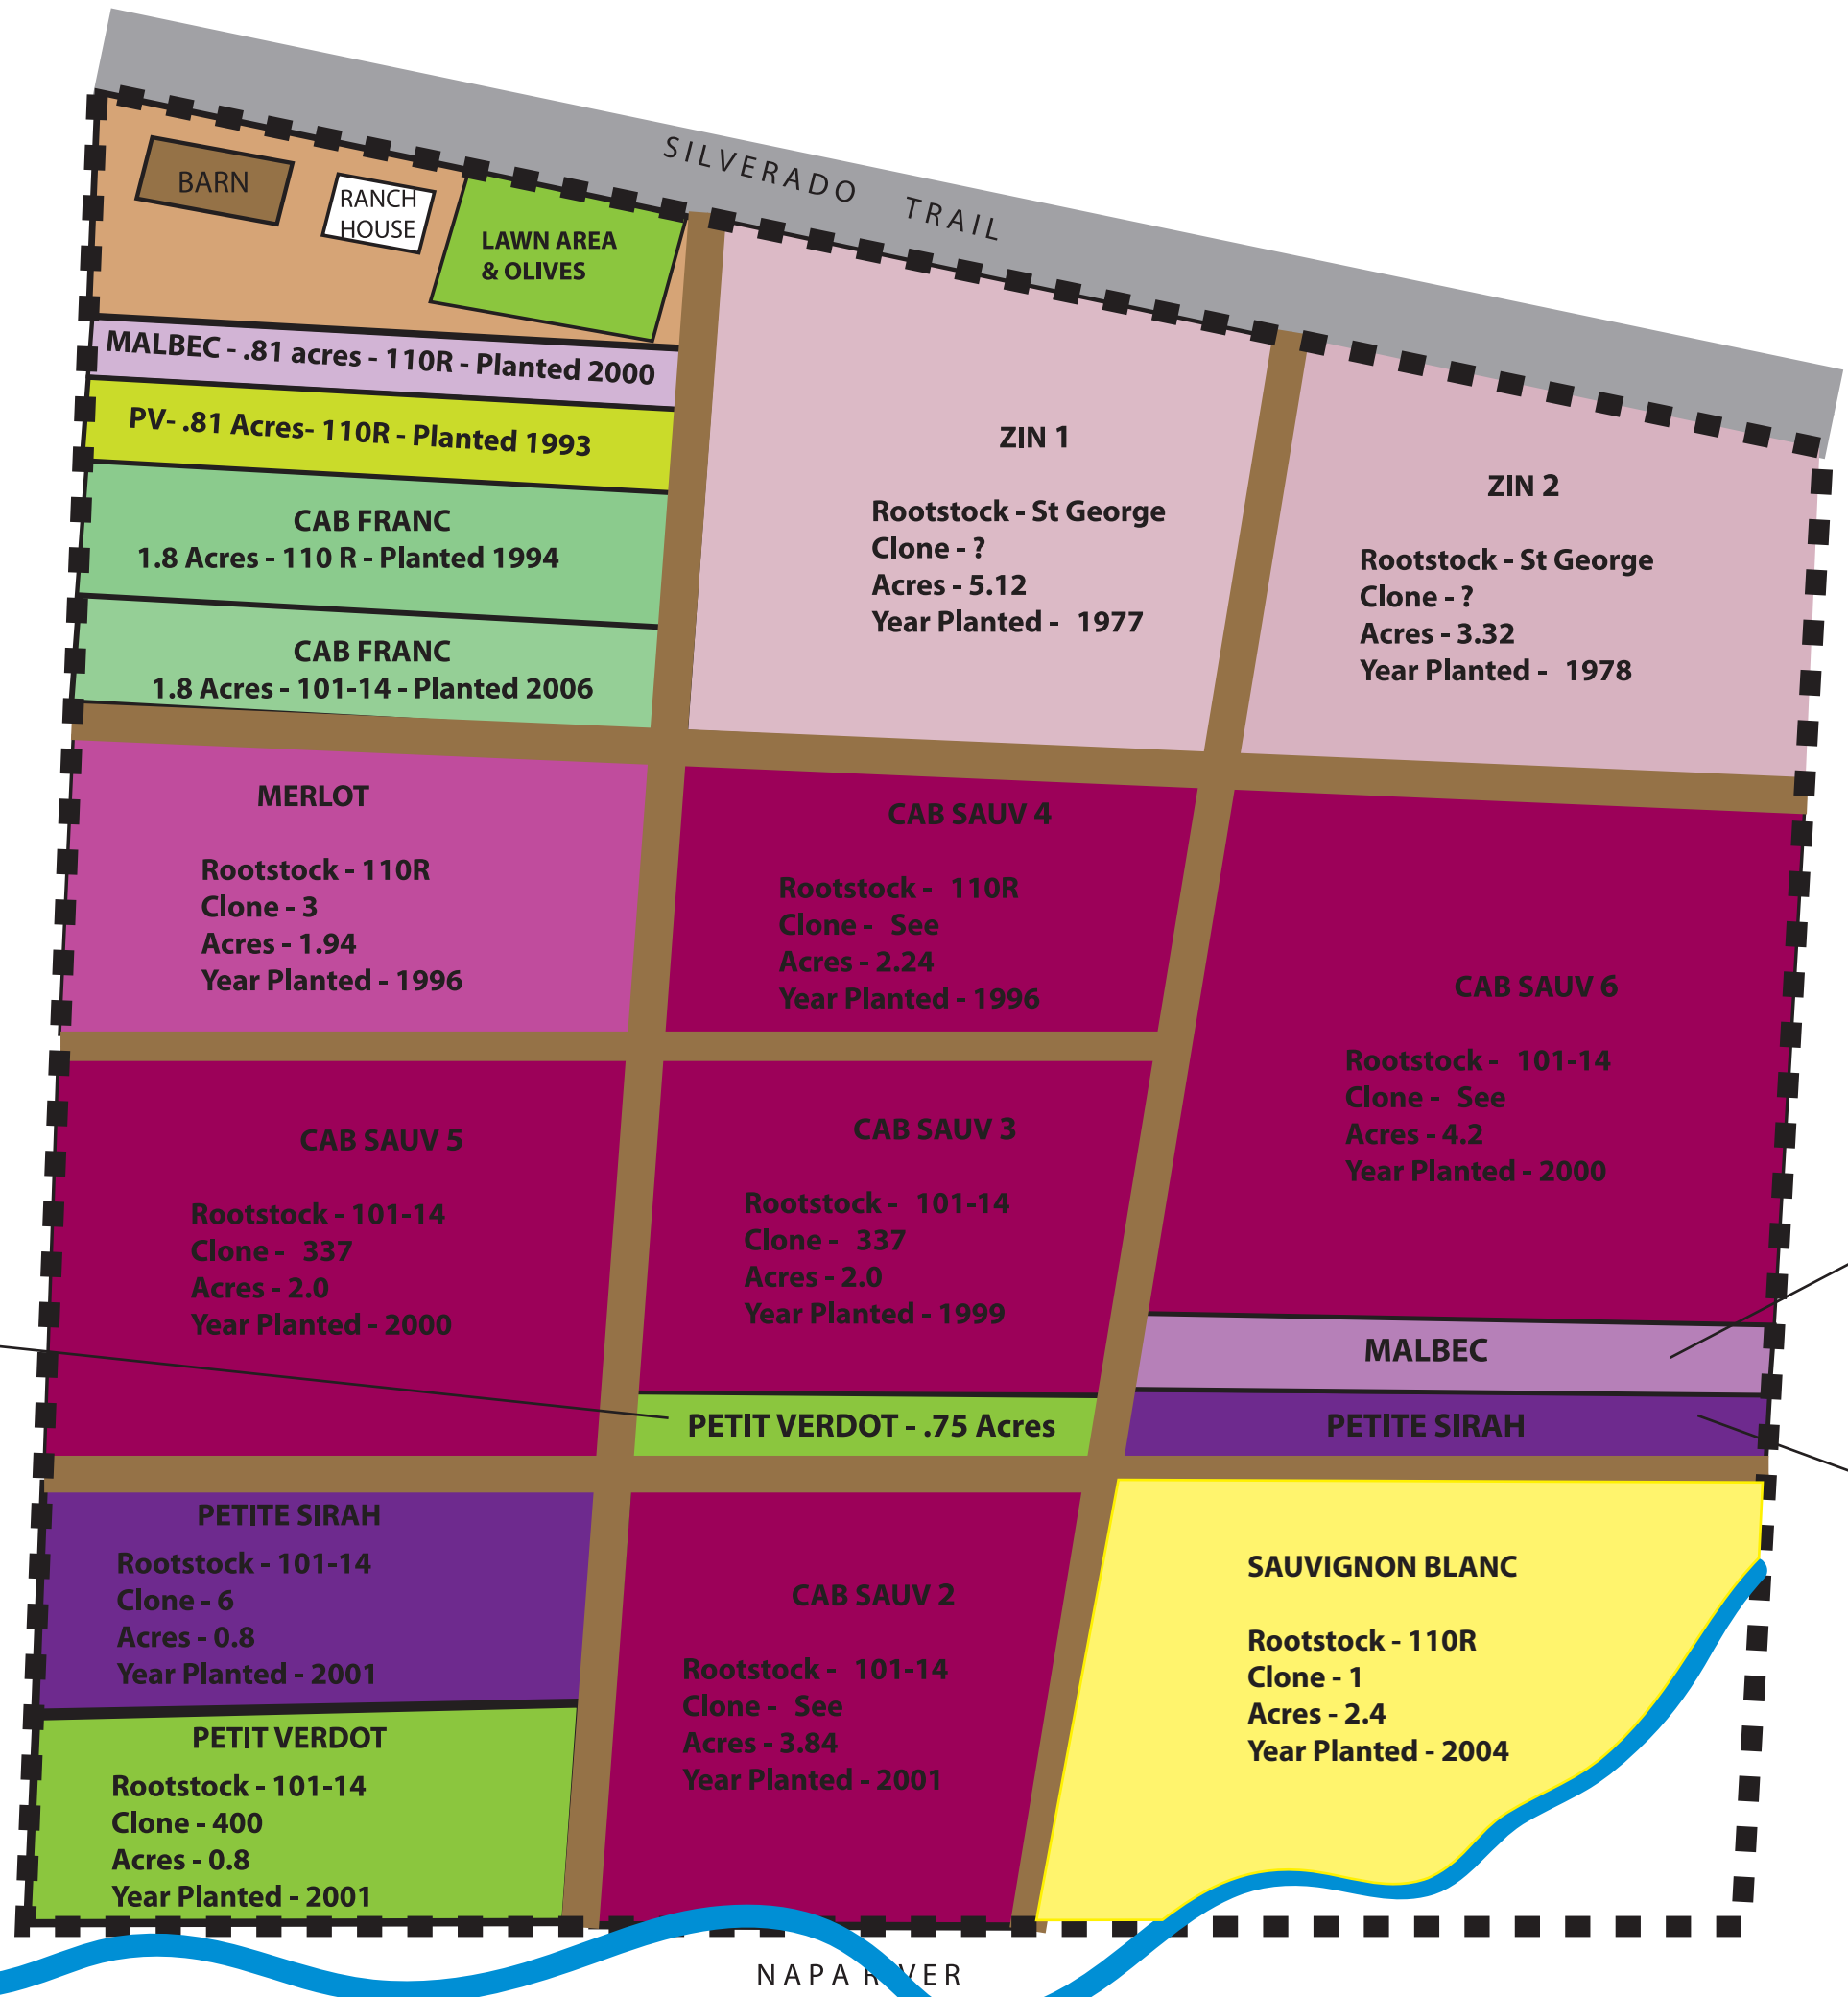 SILVERADO TRAIL
BARN
RANCH
HOUSE
LAWN AREA
& OLIVES
MALBEC - .81 acres - 110R - Planted 2000
PV- .81 Acres- 110R - Planted 1993
CAB FRANC
1.8 Acres - 110 R - Planted 1994
CAB FRANC
1.8 Acres - 101-14 - Planted 2006
ZIN 1
Rootstock - St George
Clone - ?
Acres - 5.12
Year Planted - 1977
ZIN 2
Rootstock - St George
Clone - ?
Acres - 3.32
Year Planted - 1978
MERLOT
Rootstock - 110R
Clone - 3
Acres - 1.94
Year Planted - 1996
CAB SAUV 4
Rootstock - 110R
Clone - See
Acres - 2.24
Year Planted - 1996
CAB SAUV 6
Rootstock - 101-14
Clone - See
Acres - 4.2
Year Planted - 2000
CAB SAUV 5
Rootstock - 101-14
Clone - 337
Acres - 2.0
Year Planted - 2000
CAB SAUV 3
Rootstock - 101-14
Clone - 337
Acres - 2.0
Year Planted - 1999
MALBEC
PETIT VERDOT - .75 Acres
PETITE SIRAH
PETITE SIRAH
Rootstock - 101-14
Clone - 6
Acres - 0.8
Year Planted - 2001
CAB SAUV 2
Rootstock - 101-14
Clone - See
Acres - 3.84
Year Planted - 2001
SAUVIGNON BLANC
Rootstock - 110R
Clone - 1
Acres - 2.4
Year Planted - 2004
PETIT VERDOT
Rootstock - 101-14
Clone - 400
Acres - 0.8
Year Planted - 2001
NAPA RIVER